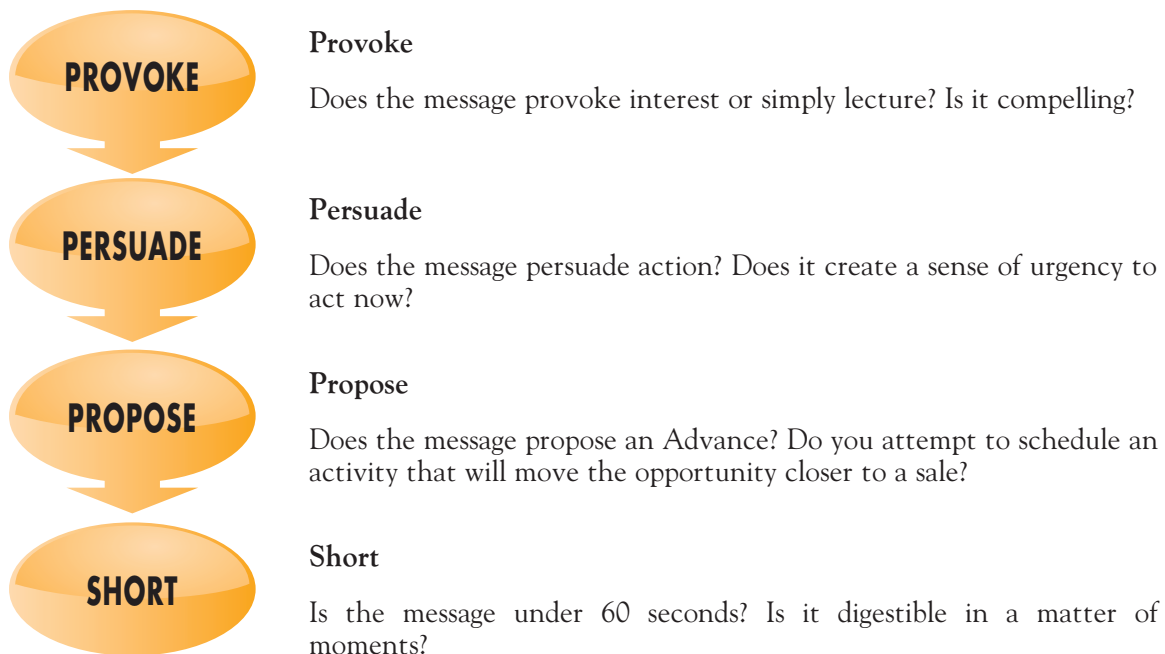 PROVOKE
Provoke
Does the message provoke interest or simply lecture? Is it compelling?
PERSUADE
Persuade
Does the message persuade action? Does it create a sense of urgency to
act now?
PROPOSE
Propose
Does the message propose an Advance? Do you attempt to schedule an
activity that will move the opportunity closer to a sale?
SHORT
Short
Is the message under 60 seconds? Is it digestible in a matter of
moments?